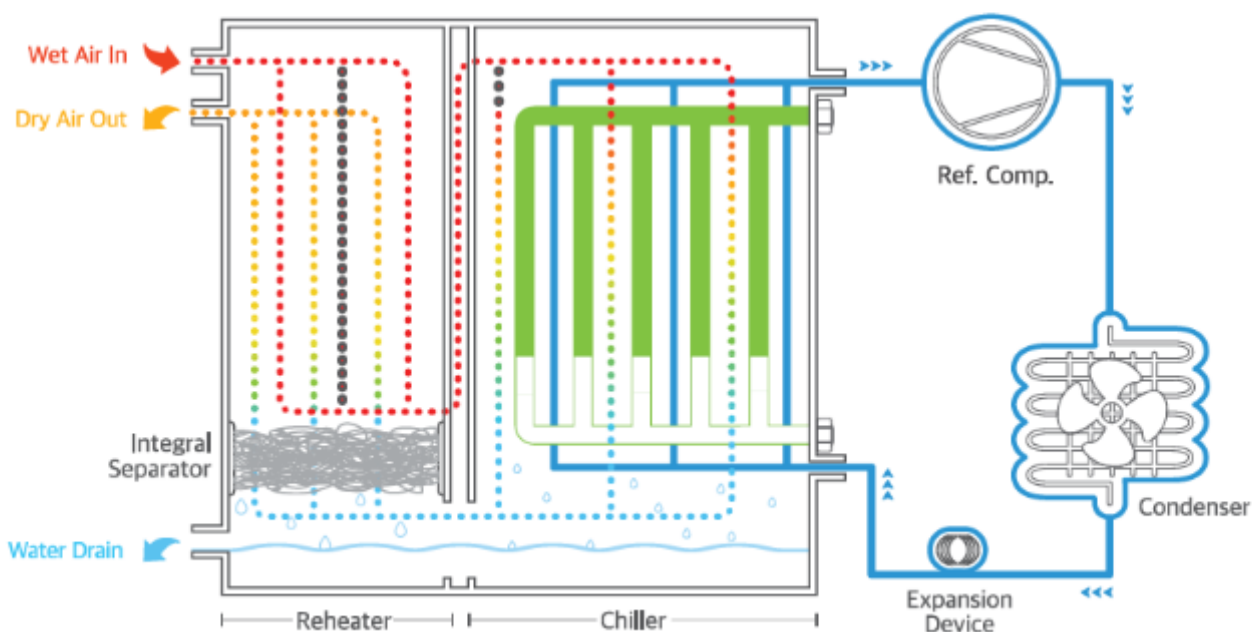 Wet Air In
Dry Air Out
Ref. Comp.
Integral
Separator
Condenser
Water Drain
Expansion
Device
Reheater
Chiller